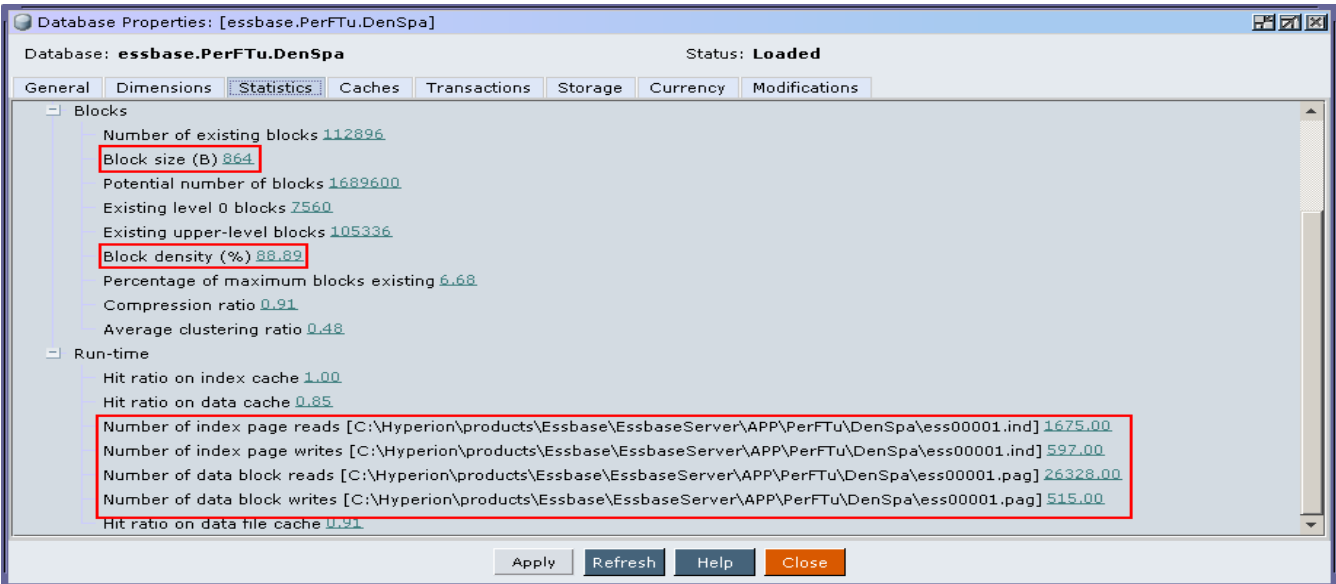 Database Properties: [essbase.PerFTu.DenSpa]
Database: essbase.PerFTu.DenSpa Status: Loaded
General Dimensions Statistics Caches Transactions Storage Currency Modifications
Blocks
Number of existing blocks 112896
Block size (B) 864
Potential number of blocks 1689600
Existing level 0 blocks 7560
Existing upper-level blocks 105336
Block density (%) 88.89
Percentage of maximum blocks existing 6.68
Compression ratio 0.91
Average clustering ratio 0.48
Run-time
Hit ratio on index cache 1.00
Hit ratio on data cache 0.85
Number of index page reads [C:\Hyperion\products\Essbase\EssbaseServer\APP\PerFTu\DenSpa\ess00001.ind] 1675.00
Number of index page writes [C:\Hyperion\products\Essbase\EssbaseServer\APP\PerFTu\DenSpa\ess00001.ind] 597.00
Number of data block reads [C:\Hyperion\products\Essbase\EssbaseServer\APP\PerFTu\DenSpa\ess00001.pag] 26328.00
Number of data block writes [C:\Hyperion\products\Essbase\EssbaseServer\APP\PerFTu\DenSpa\ess00001.pag] 515.00
Hit ratio on data file cache 0.91
Apply Refresh Help Close